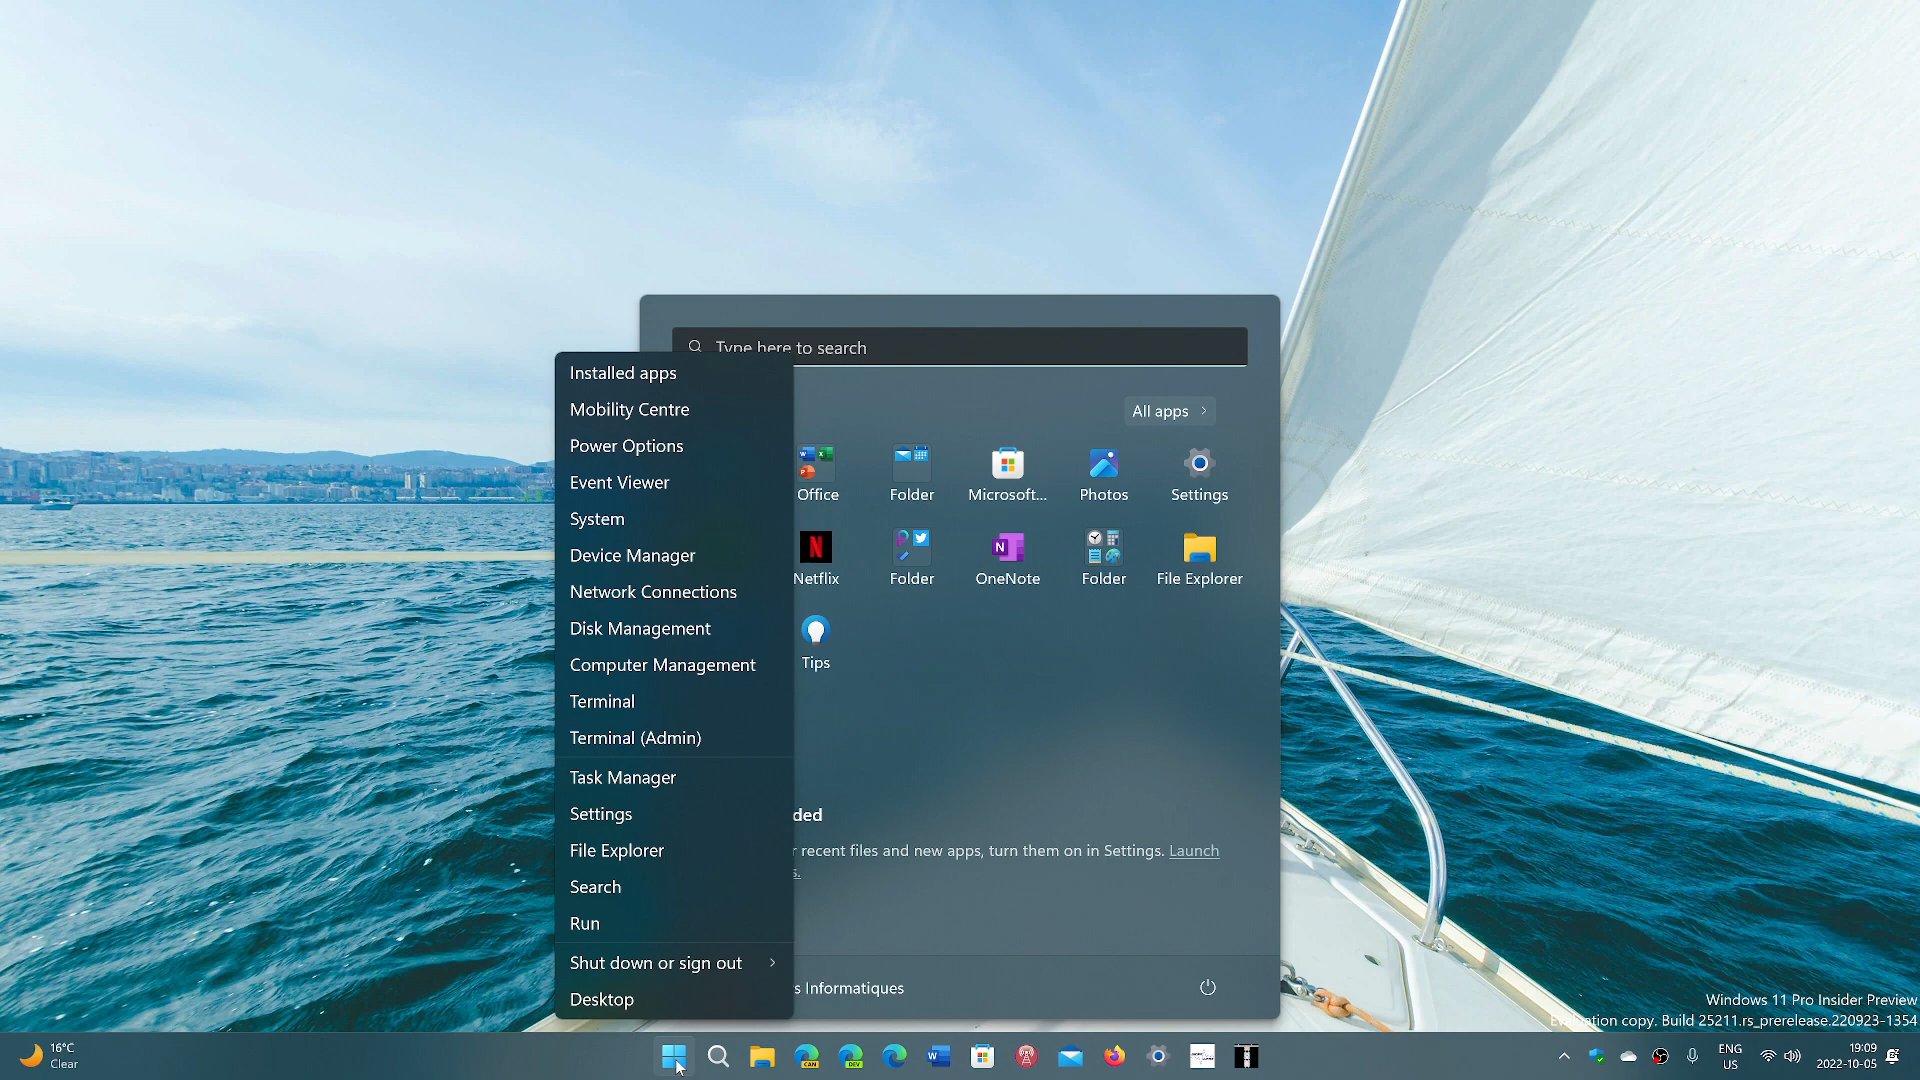 Type here to search
Installed apps
Mobility Centre
Power Options
Event Viewer
System
Device Manager
Network Connections
Disk Management
Computer Management
Terminal
Terminal (Admin)
Task Manager
Settings
File Explorer
Search
Run
Shut down or sign out
Desktop
All apps
Office
Folder
Microsoft...
Photos
Settings
Netflix
Folder
OneNote
Folder
File Explorer
Tips
ded
r recent files and new apps, turn them on in Settings. Launch
s.
s Informatiques
Windows 11 Pro Insider Preview
Evaluation copy. Build 25211.rs_prerelease.220923-1354
16°C
Clear
CAN
DEV
ENG
US
19:09
2022-10-05